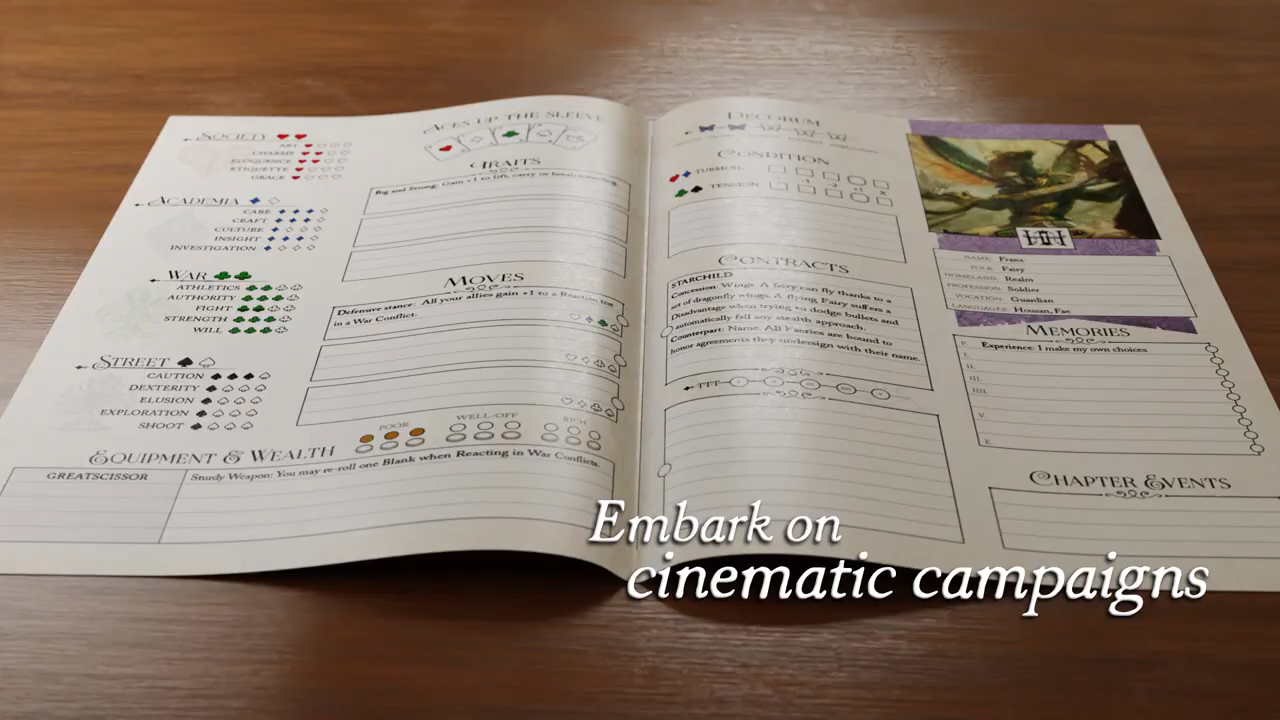 SOCIETY
ART
CHARME
ELOQUENCE
ETIQUETTE
GRACE
ACADEMIA
CARE
CRAFT
CULTURE
INSIGHT
INVESTIGATION
WAR
ATHLETICS
AUTHORITY
FIGHT
STRENGTH
WILL
STREET
CAUTION
DEXTERITY
ELUSION
EXPLORATION
SHOOT
ACES UP THE SLEEVE
TRAITS
Big and Strong: Gain +1 to lift, carry or break something.
MOVES
Defensive stance: All your allies gain +1 to a Reaction test
in a War Conflict.
EQUIPMENT & WEALTH
POOR
WELL-OFF
RICH
GREATSCISSOR
Sturdy Weapon: You may re-roll one Blank when Reacting in War Conflicts.
DECORUM
CONDITION
TURMOIL
TENSION
CONTRACTS
STARCHILD
Concession: Wings. A fairy can fly thanks to a
set of dragonfly wings. A flying Fairy suffers a
Disadvantage when trying to dodge bullets and
automatically fail any stealth approach.
Counterpart: Name. All Faeries are bound to
honor agreements they undersign with their name.
NAME: Franz
FOLK: Fairy
HOMELAND: Realm
PROFESSION: Soldier
VOCATION: Guardian
LANGUAGES: Housan, Fae
MEMORIES
P. Experience: I make my own choices
I.
II.
III.
V.
E.
CHAPTER EVENTS
Embark on
cinematic campaigns